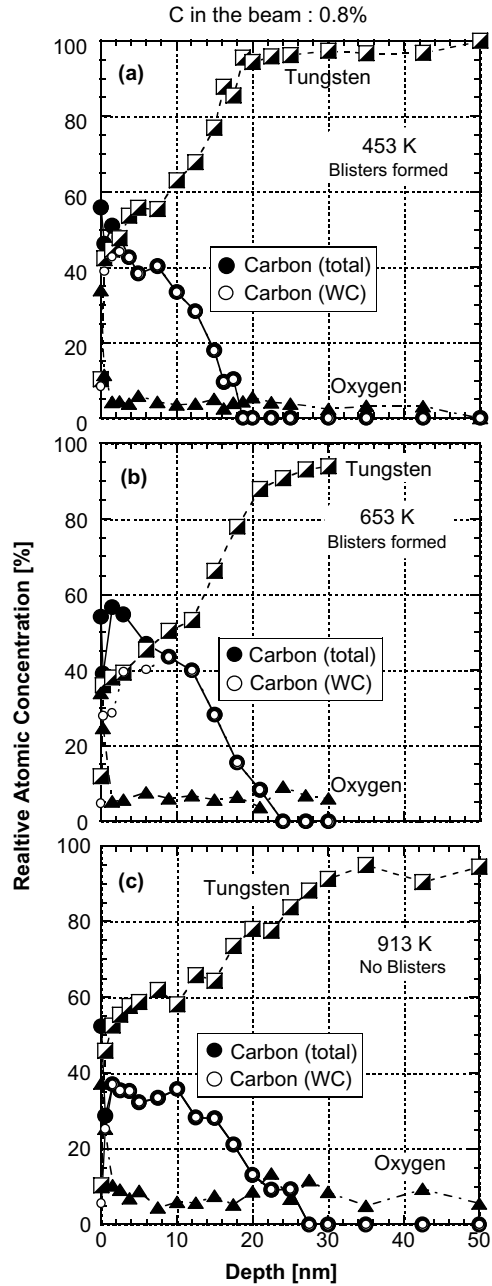 C in the beam : 0.8%
100
(a)
Tungsten
80
453 K
Blisters formed
60
Carbon (total)
40
Carbon (WC)
20
Oxygen
0
100
(b)
Tungsten
80
653 K
Blisters formed
60
Carbon (total)
40
Carbon (WC)
20
Oxygen
0
100
(c)
Tungsten
80
913 K
No Blisters
60
Carbon (total)
40
Carbon (WC)
20
Oxygen
0
0 10 20 30 40 50
Depth [nm]
Realtive Atomic Concentration [%]